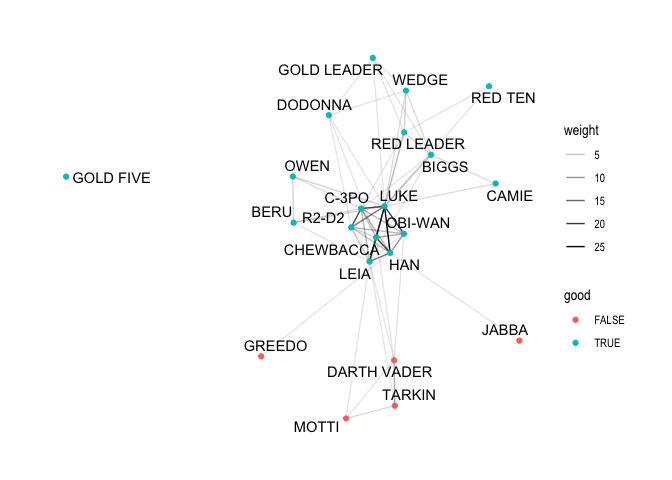 GOLD LEADER
WEDGE
RED TEN
DODONNA
RED LEADER
BIGGS
OWEN
GOLD FIVE
CAMIE
C-3PO
LUKE
BERU
R2-D2
OBI-WAN
CHEWBACCA
HAN
LEIA
JABBA
GREEDO
DARTH VADER
TARKIN
MOTTI
weight
5
10
15
20
25
good
FALSE
TRUE